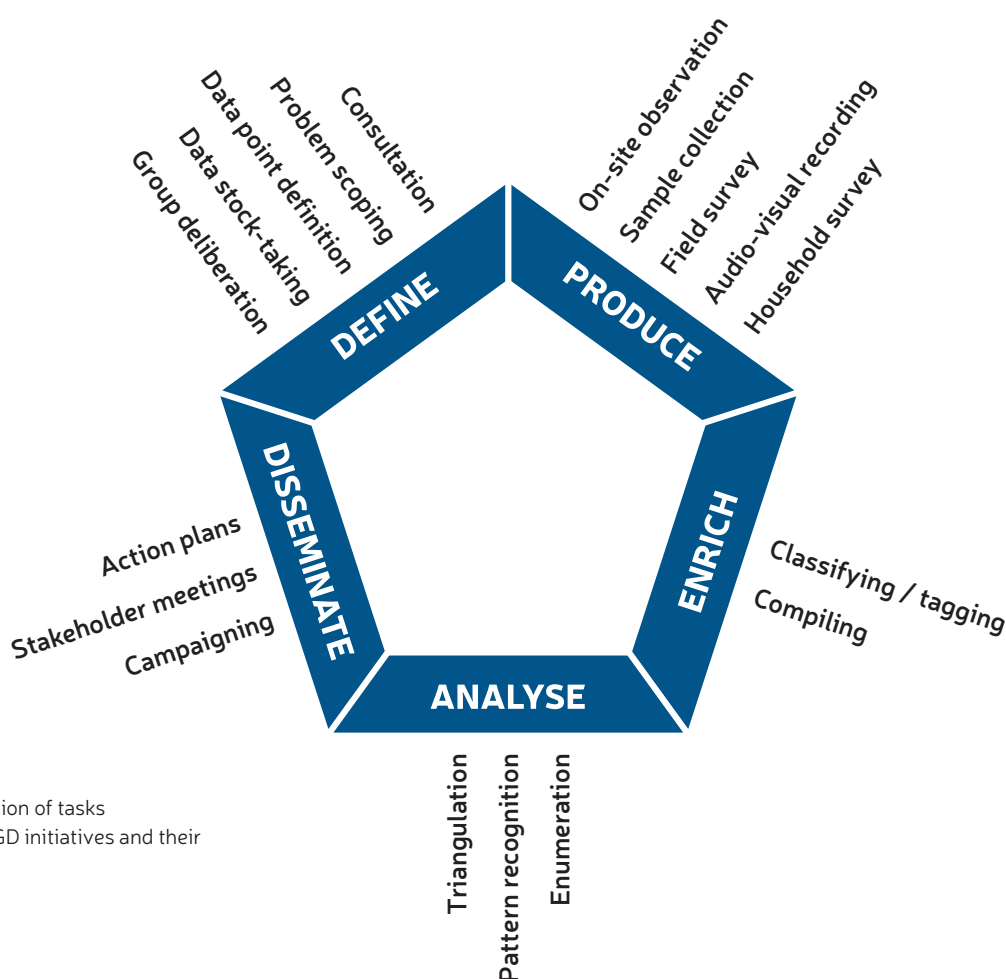 Group deliberation
Data stock-taking
Data point definition
Problem scoping
Consultation
DEFINE
On-site observation
Sample collection
Field survey
Audio-visual recording
Household survey
PRODUCE
Classifying / tagging
Compiling
ENRICH
ANALYSE
Triangulation
Pattern recognition
Enumeration
DISSEMINATE
Action plans
Stakeholder meetings
Campaigning
ion of tasks
GD initiatives and their